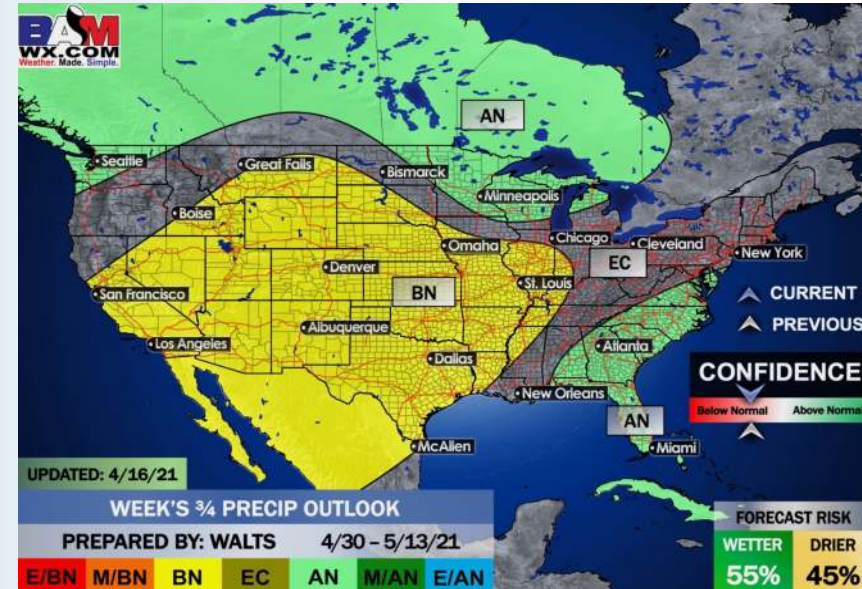 BAM
WX.COM
Weather. Made. Simple.
AN
Seattle
Great Falls
Bismarck
Minneapolis
Boise
Omaha
Chicago
Cleveland
New York
EC
San Francisco
Denver
BN
St. Louis
CURRENT
PREVIOUS
Albuquerque
Los Angeles
Dallas
Atlanta
CONFIDENCE
Below Normal Above Norma
New Orleans
AN
McAllen
Miami
UPDATED: 4/16/21
WEEK'S ¾ PRECIP OUTLOOK
PREPARED BY: WALTS 4/30 – 5/13/21
E/BN M/BN BN EC AN M/AN E/AN
FORECAST RISK
WETTER DRIER
55% 45%